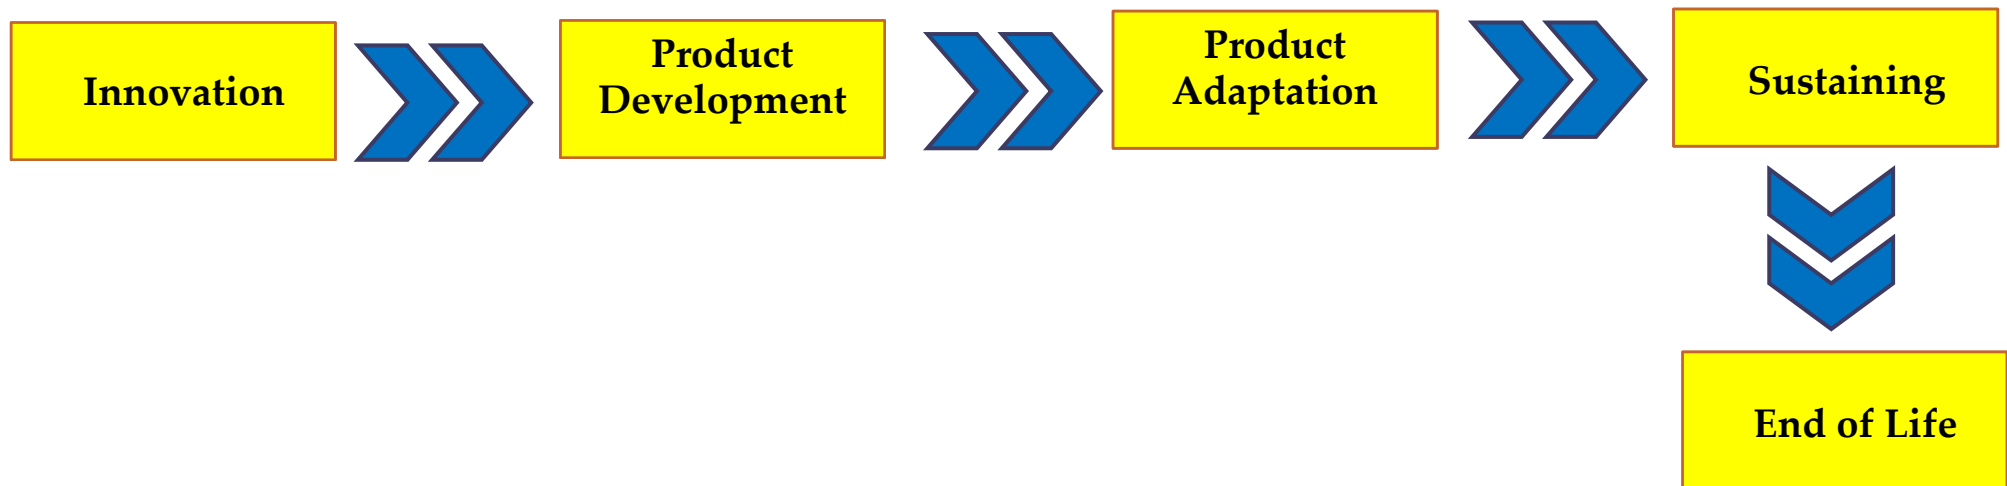 Innovation
Product
Development
Product
Adaptation
Sustaining
End of Life